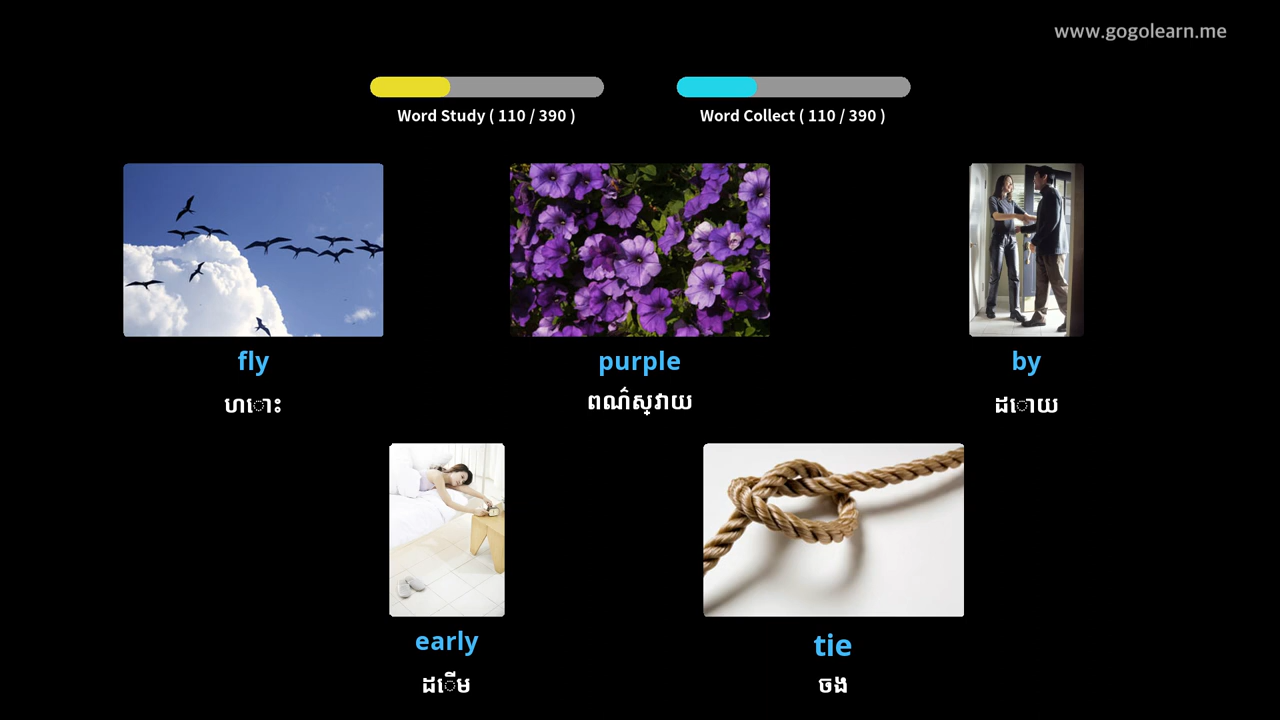 www.gogolearn.me
Word Study ( 110 / 390 )
Word Collect ( 110 / 390 )
fly
ហោះ
purple
ពណ៌ស្វាយ
by
ដោយ
early
ដើម
tie
ចង